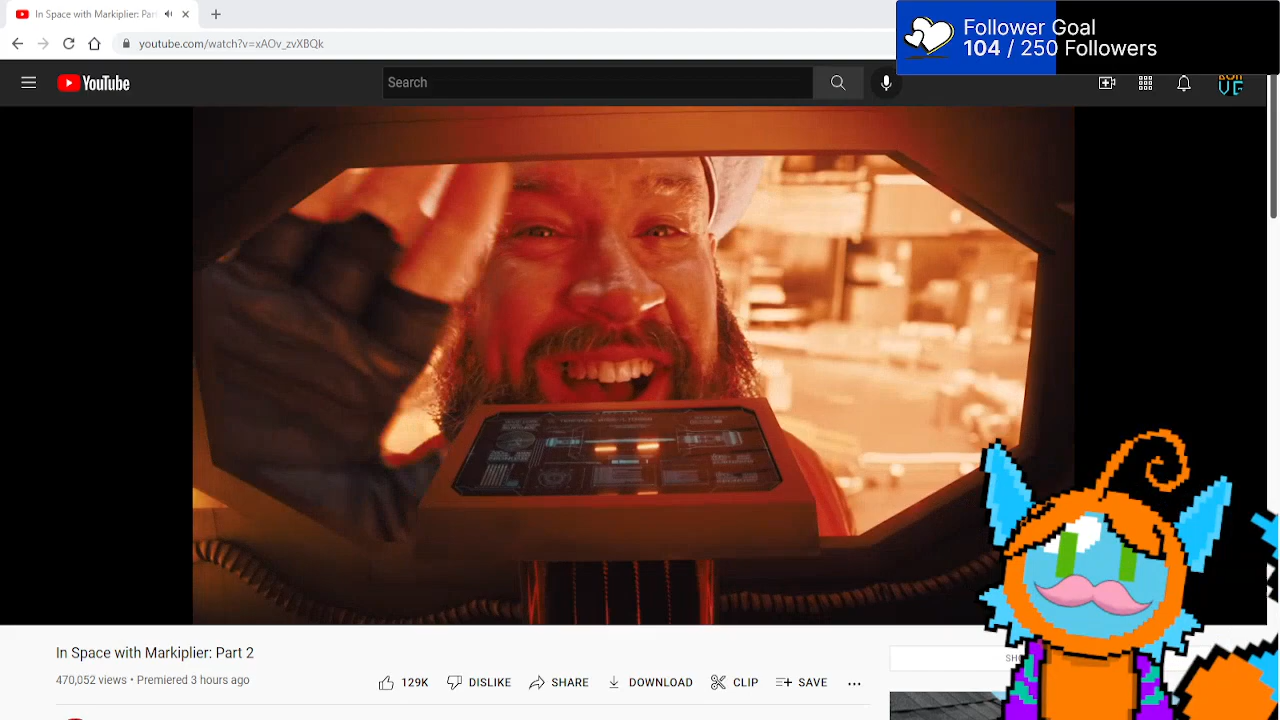 In Space with Markiplier: Par
youtube.com/watch?v=xAOv_zvXBQk
Follower Goal
104 / 250 Followers
YouTube
Search
In Space with Markiplier: Part 2
470,052 views • Premiered 3 hours ago
129K
DISLIKE
SHARE
DOWNLOAD
CLIP
SAVE